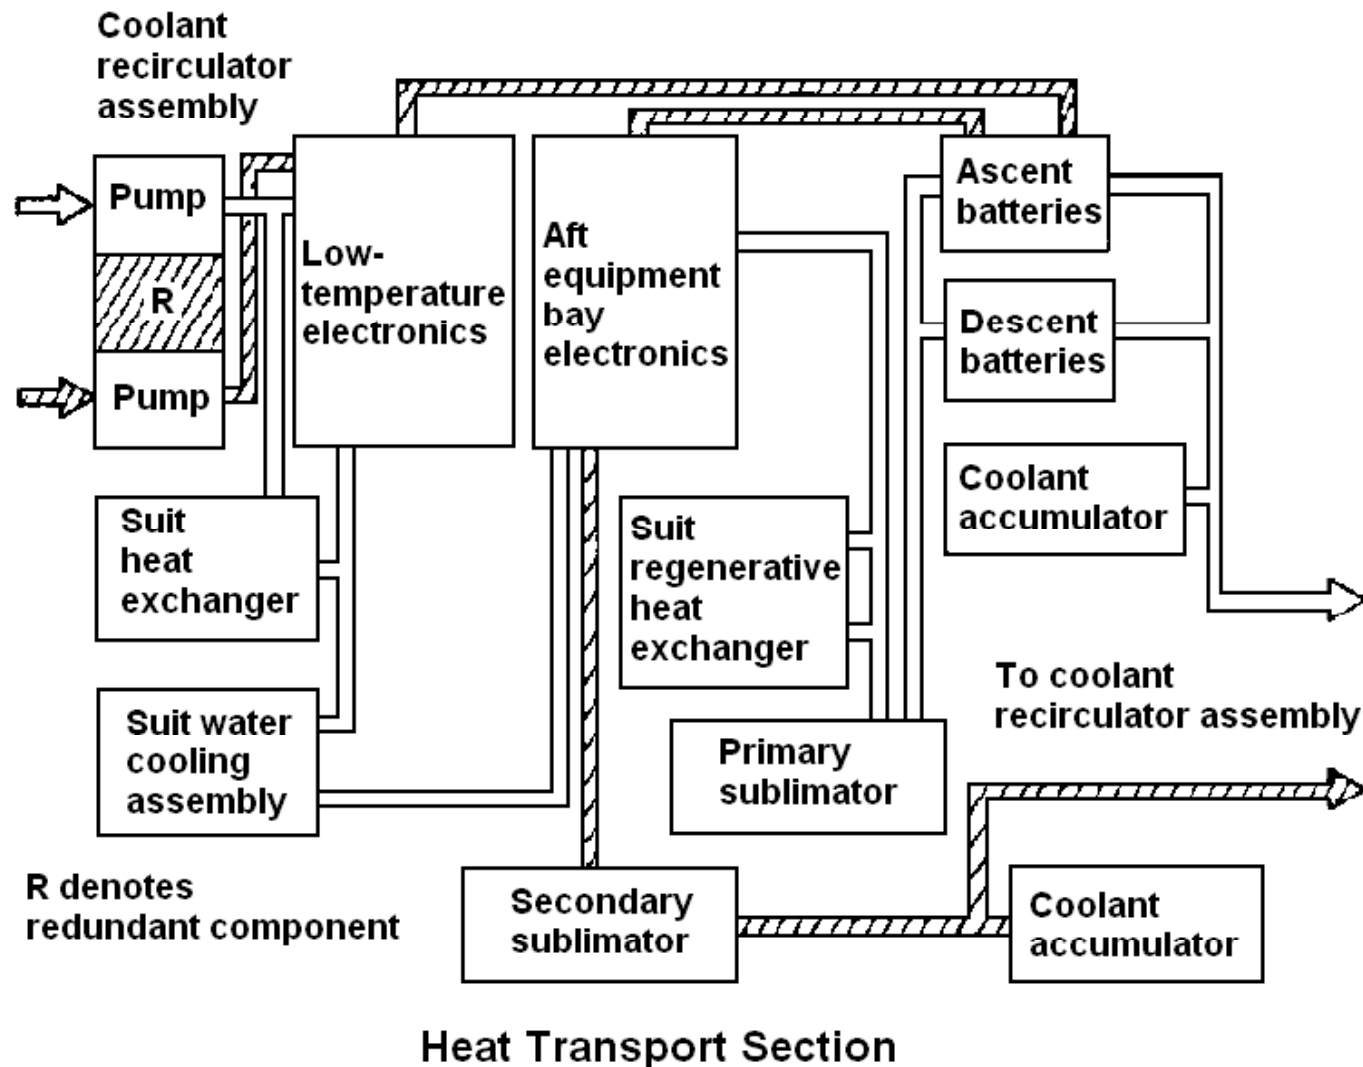 Coolant
recirculator
assembly
Pump
R
Pump
Low-
temperature
electronics
Aft
equipment
bay
electronics
Ascent
batteries
Descent
batteries
Coolant
accumulator
Suit
heat
exchanger
Suit
regenerative
heat
exchanger
Suit water
cooling
assembly
Primary
sublimator
To coolant
recirculator assembly
R denotes
redundant component
Secondary
sublimator
Coolant
accumulator
Heat Transport Section